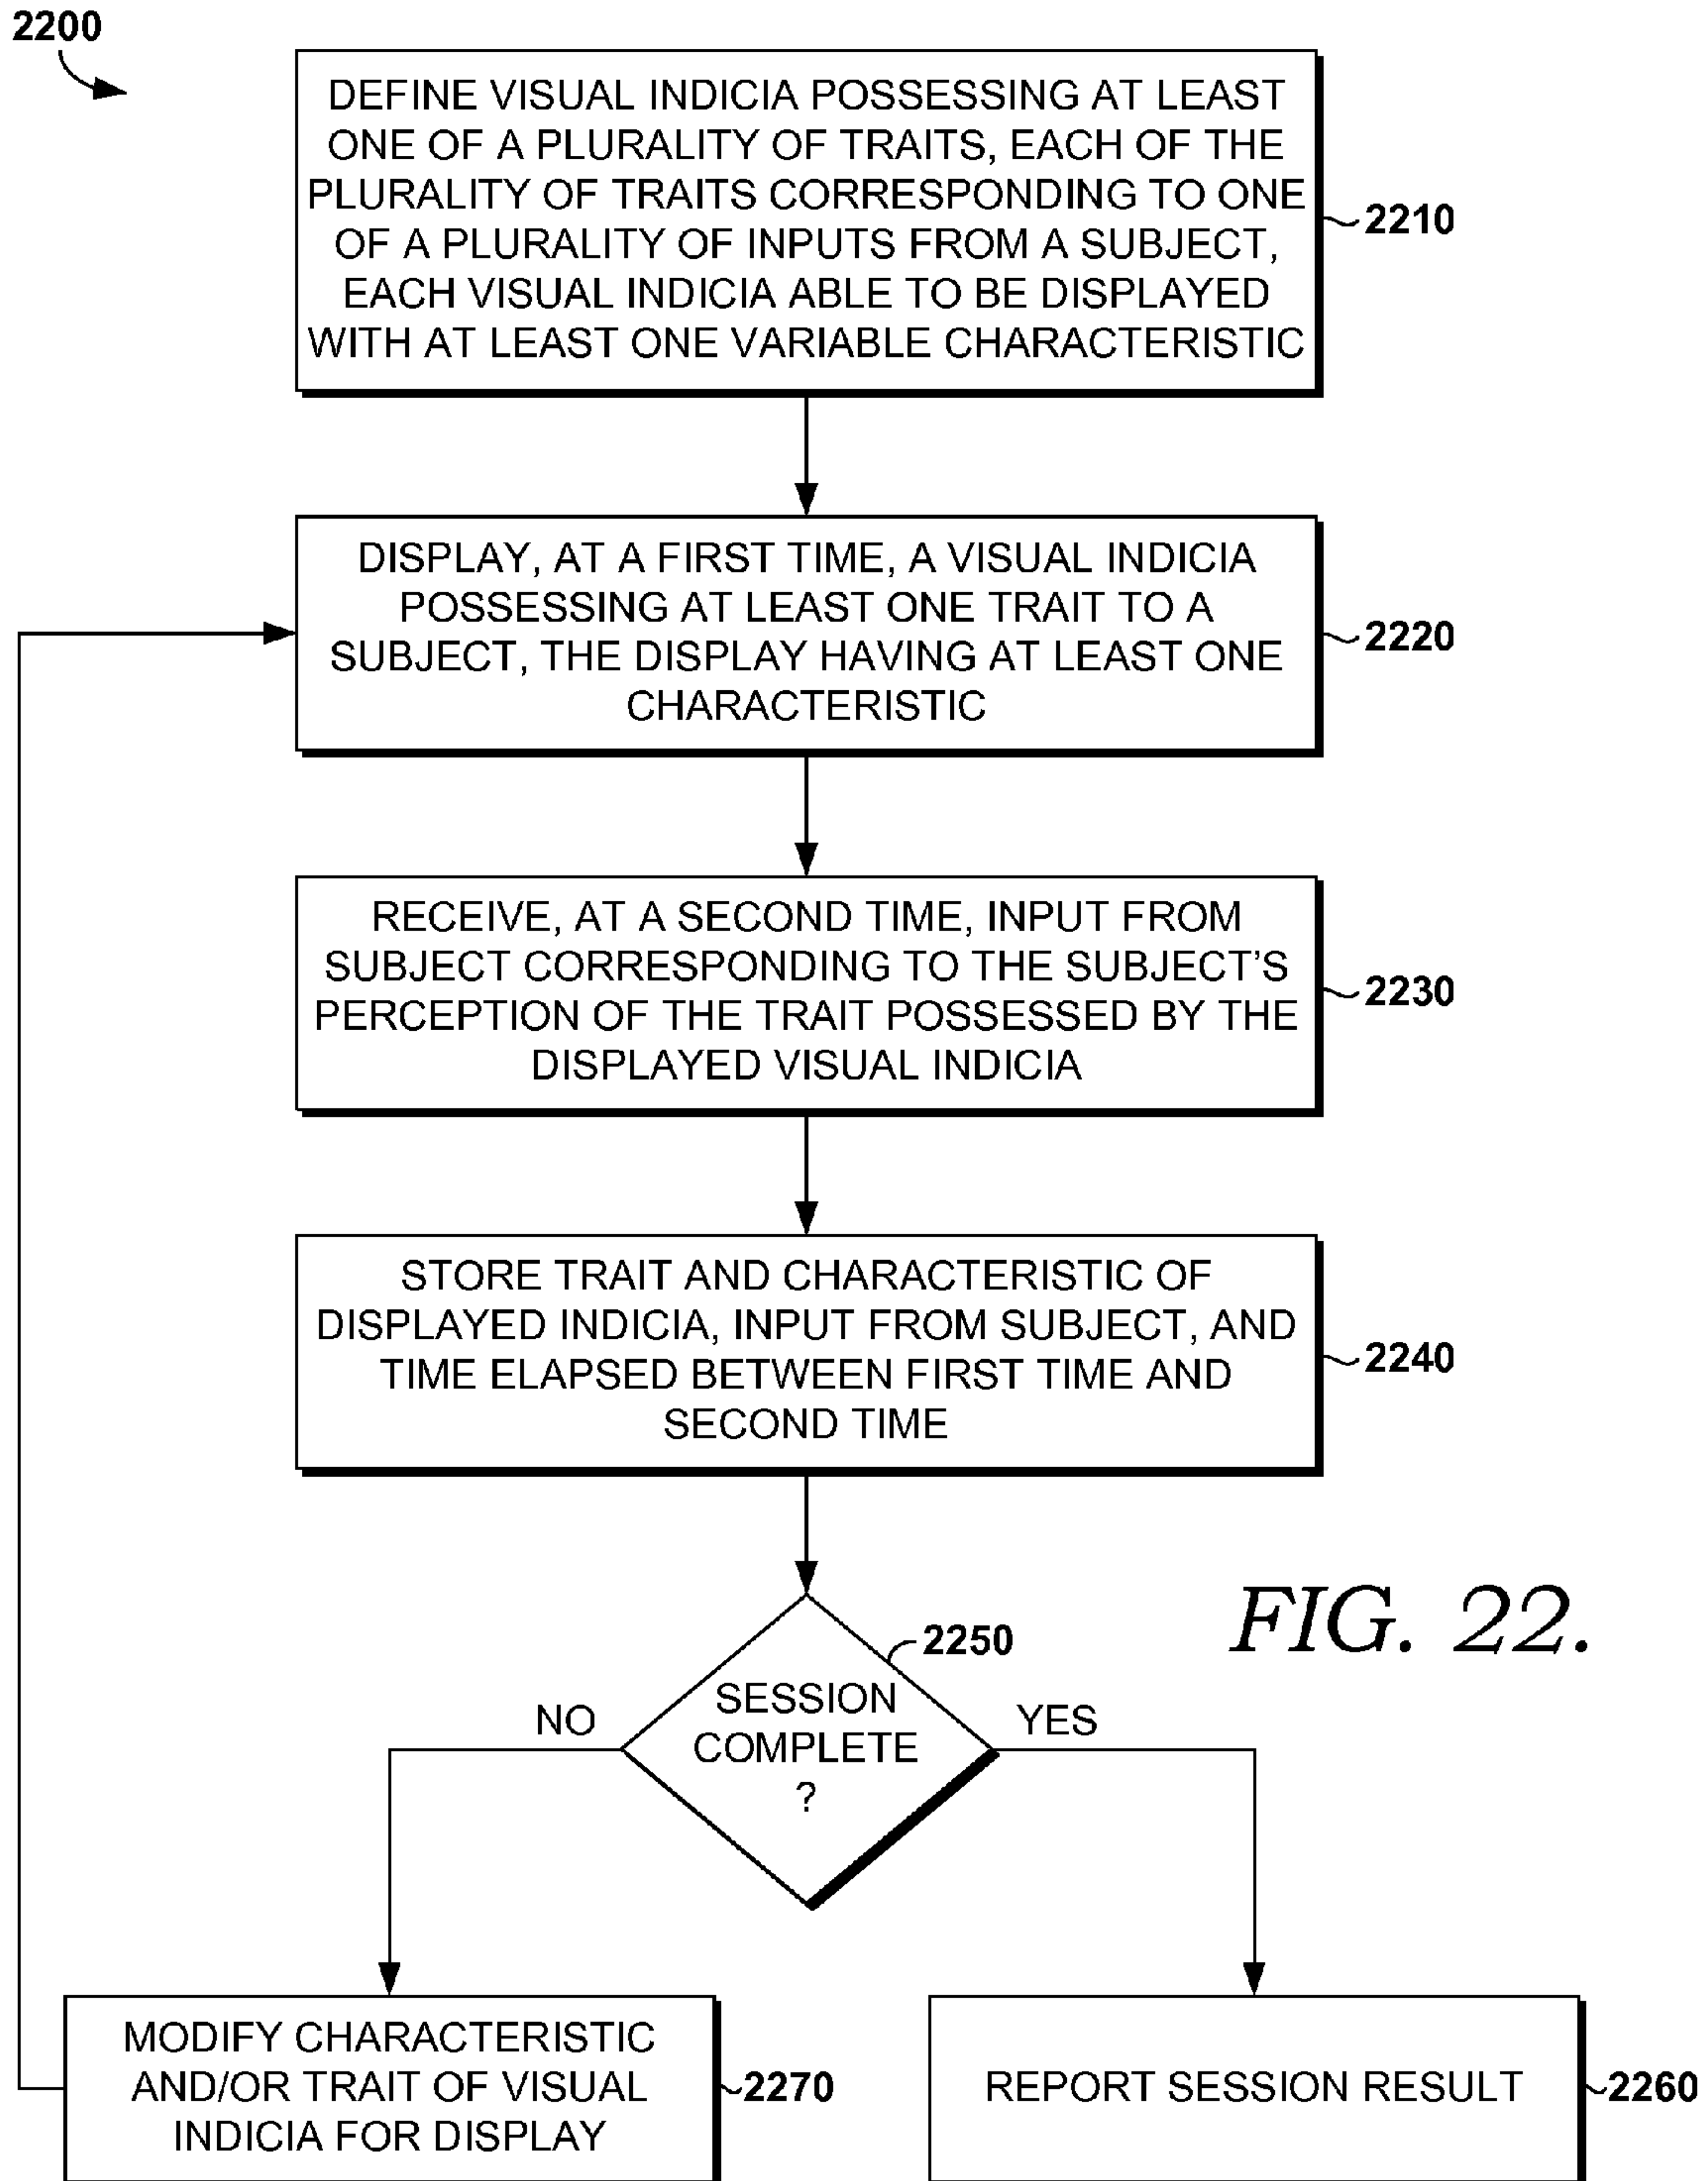 2200
DEFINE VISUAL INDICIA POSSESSING AT LEAST
ONE OF A PLURALITY OF TRAITS, EACH OF THE
PLURALITY OF TRAITS CORRESPONDING TO ONE
OF A PLURALITY OF INPUTS FROM A SUBJECT,
EACH VISUAL INDICIA ABLE TO BE DISPLAYED
WITH AT LEAST ONE VARIABLE CHARACTERISTIC
2210
DISPLAY, AT A FIRST TIME, A VISUAL INDICIA
POSSESSING AT LEAST ONE TRAIT TO A
SUBJECT, THE DISPLAY HAVING AT LEAST ONE
CHARACTERISTIC
2220
RECEIVE, AT A SECOND TIME, INPUT FROM
SUBJECT CORRESPONDING TO THE SUBJECT'S
PERCEPTION OF THE TRAIT POSSESSED BY THE
DISPLAYED VISUAL INDICIA
2230
STORE TRAIT AND CHARACTERISTIC OF
DISPLAYED INDICIA, INPUT FROM SUBJECT, AND
TIME ELAPSED BETWEEN FIRST TIME AND
SECOND TIME
2240
FIG. 22.
2250
SESSION
COMPLETE
?
NO
YES
MODIFY CHARACTERISTIC
AND/OR TRAIT OF VISUAL
INDICIA FOR DISPLAY
2270
REPORT SESSION RESULT
2260